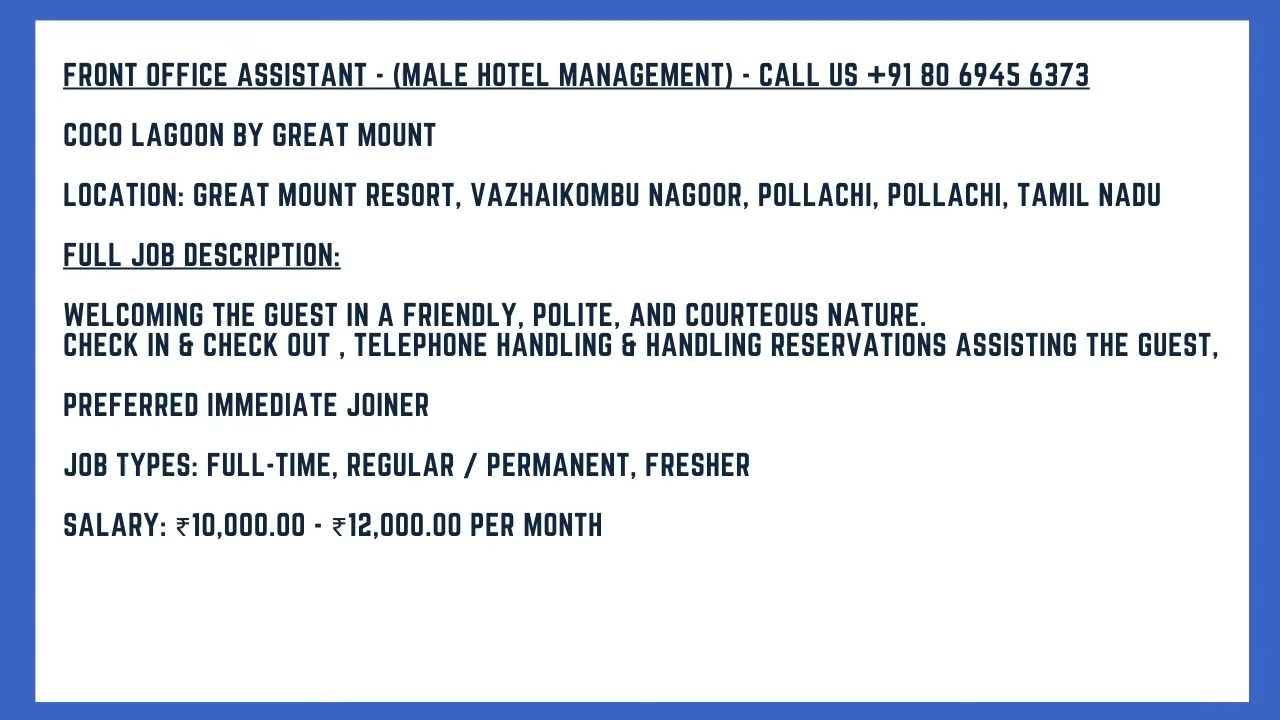 FRONT OFFICE ASSISTANT - (MALE HOTEL MANAGEMENT) - CALL US +91 80 6945 6373
COCO LAGOON BY GREAT MOUNT
LOCATION: GREAT MOUNT RESORT, VAZHAIKOMBU NAGOOR, POLLACHI, POLLACHI, TAMIL NADU
FULL JOB DESCRIPTION:
WELCOMING THE GUEST IN A FRIENDLY, POLITE, AND COURTEOUS NATURE.
CHECK IN & CHECK OUT , TELEPHONE HANDLING & HANDLING RESERVATIONS ASSISTING THE GUEST,
PREFERRED IMMEDIATE JOINER
JOB TYPES: FULL-TIME, REGULAR / PERMANENT, FRESHER
SALARY: ₹10,000.00 - ₹12,000.00 PER MONTH